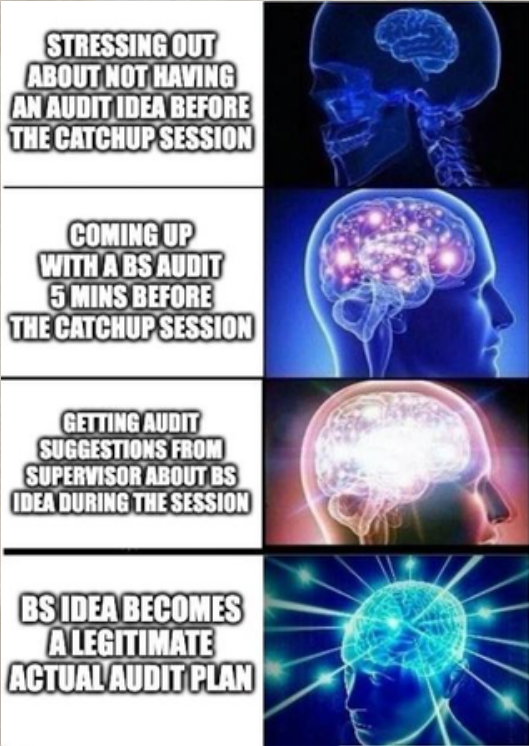 STRESSING OUT
ABOUT NOT HAVING
AN AUDIT IDEA BEFORE
THE CATCHUP SESSION
COMING UP
WITH A BS AUDIT
5 MINS BEFORE
THE CATCHUP SESSION
GETTING AUDIT
SUGGESTIONS FROM
SUPERVISOR ABOUT BS
IDEA DURING THE SESSION
BS IDEA BECOMES
A LEGITIMATE
ACTUAL AUDIT PLAN